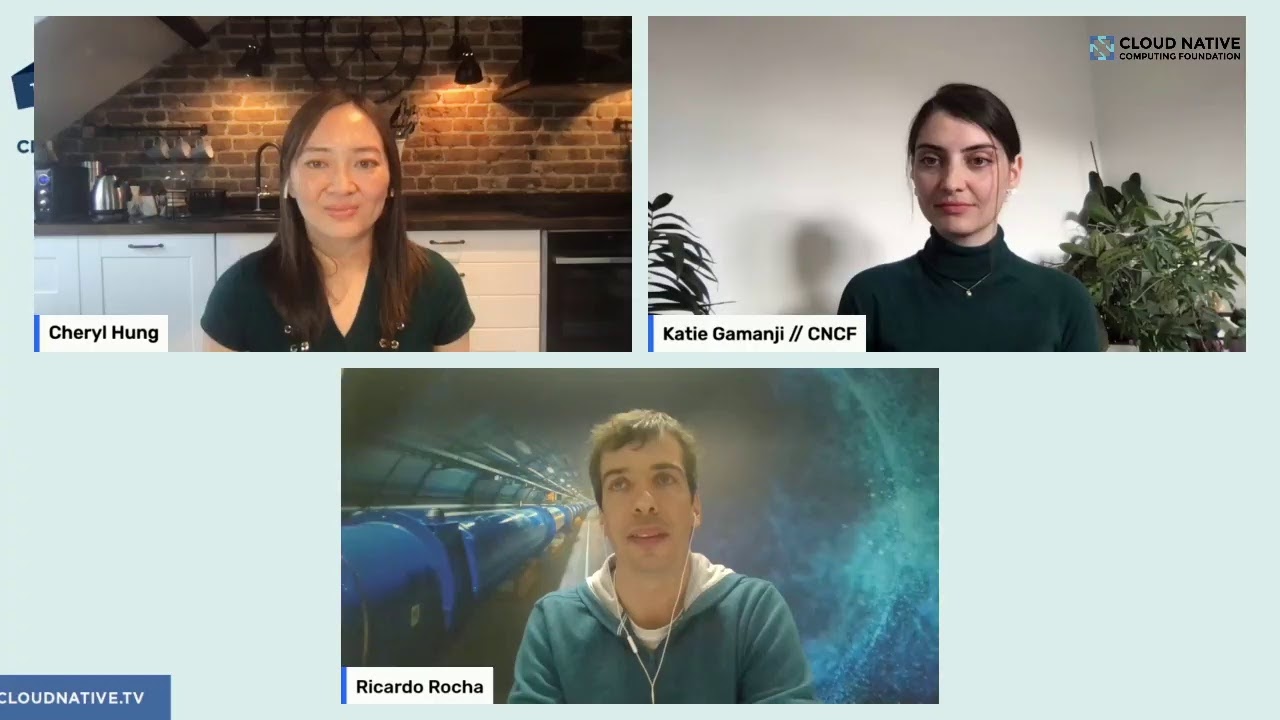 CLOUD NATIVE
COMPUTING FOUNDATION
Cheryl Hung
Katie Gamanji // CNCF
Ricardo Rocha
CLOUDNATIVE.TV